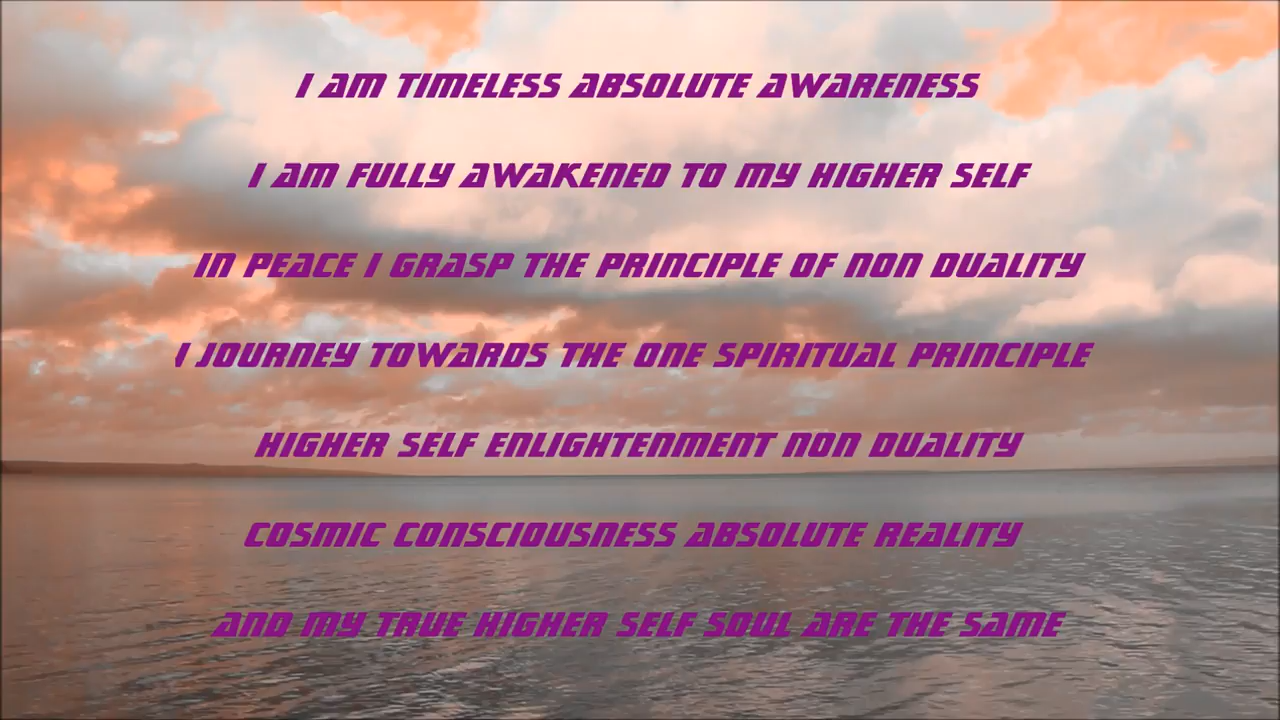 I AM TIMELESS ABSOLUTE AWARENESS
I AM FULLY AWAKENED TO MY HIGHER SELF
IN PEACE I GRASP THE PRINCIPLE OF NON DUALITY
I JOURNEY TOWARDS THE ONE SPIRITUAL PRINCIPLE
HIGHER SELF ENLIGHTENMENT NON DUALITY
COSMIC CONSCIOUSNESS ABSOLUTE REALITY
AND MY TRUE HIGHER SELF SOUL ARE THE SAME